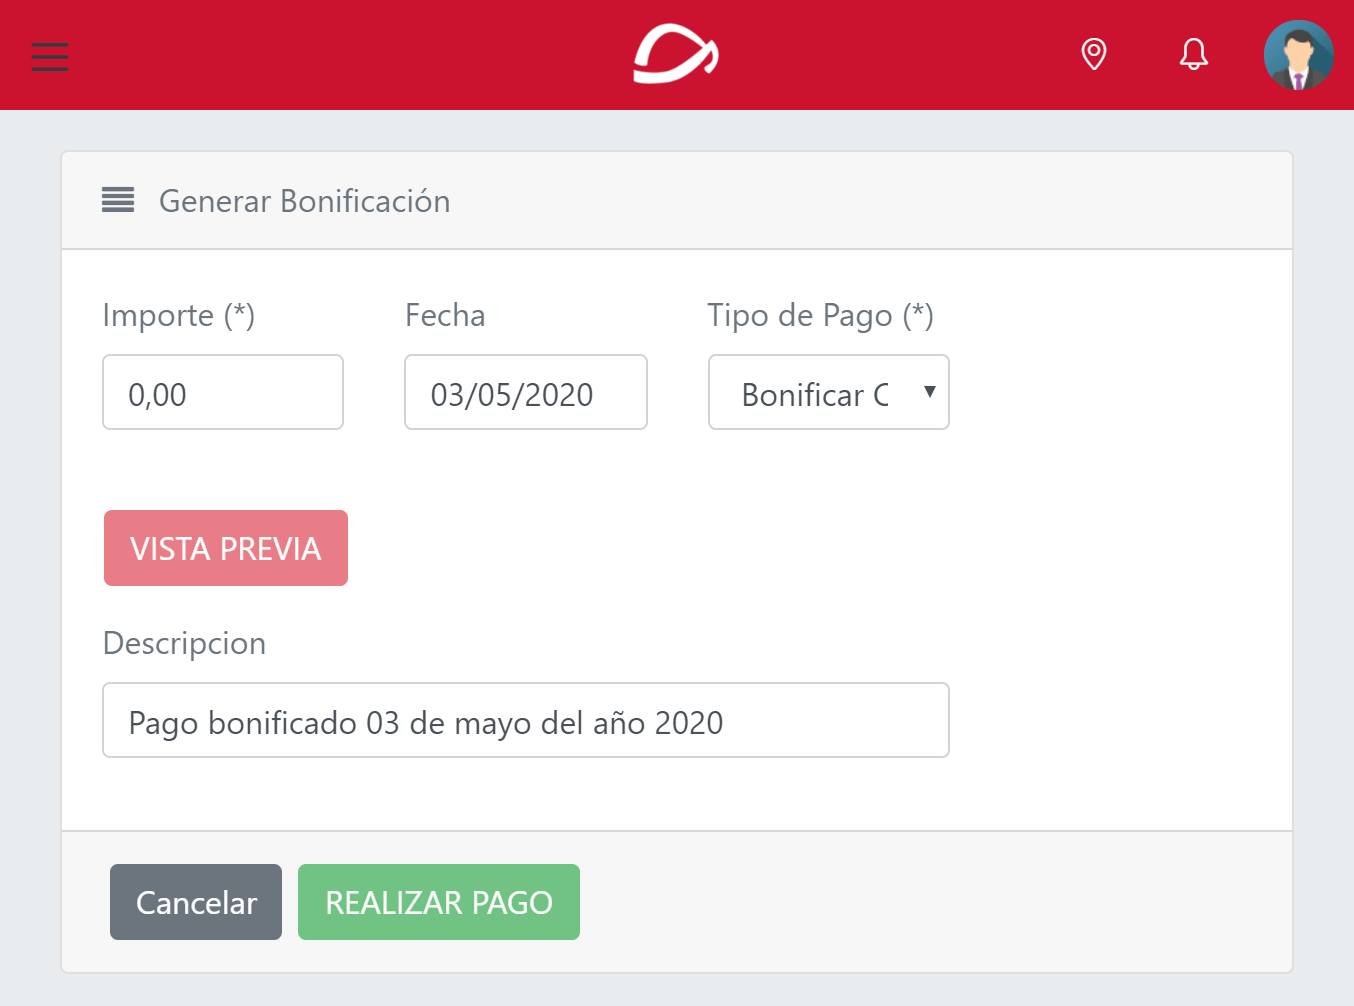 Generar Bonificación
Importe (*)
Fecha
Tipo de Pago (*)
0,00
03/05/2020
Bonificar C
VISTA PREVIA
Descripcion
Pago bonificado 03 de mayo del año 2020
Cancelar
REALIZAR PAGO